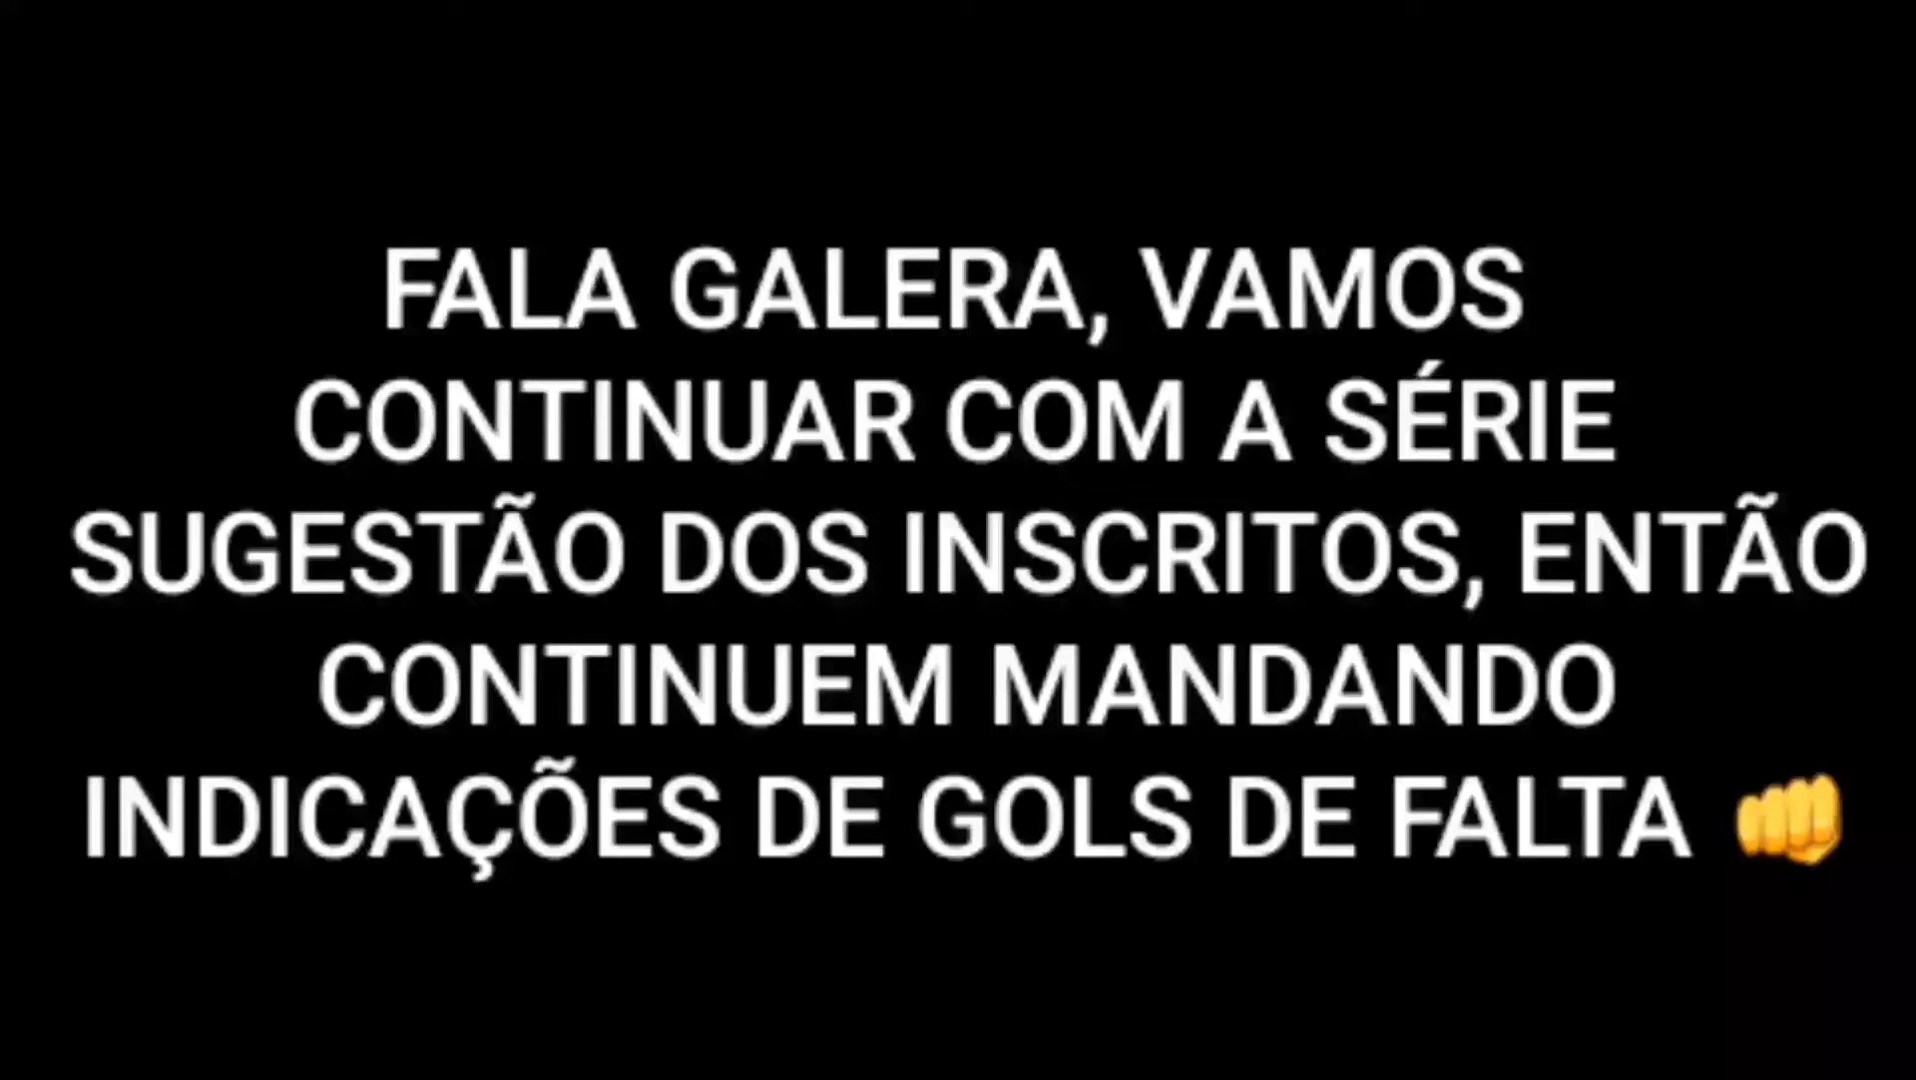 FALA GALERA, VAMOS
CONTINUAR COM A SÉRIE
SUGESTÃO DOS INSCRITOS, ENTÃO
CONTINUEM MANDANDO
INDICAÇÕES DE GOLS DE FALTA 👊